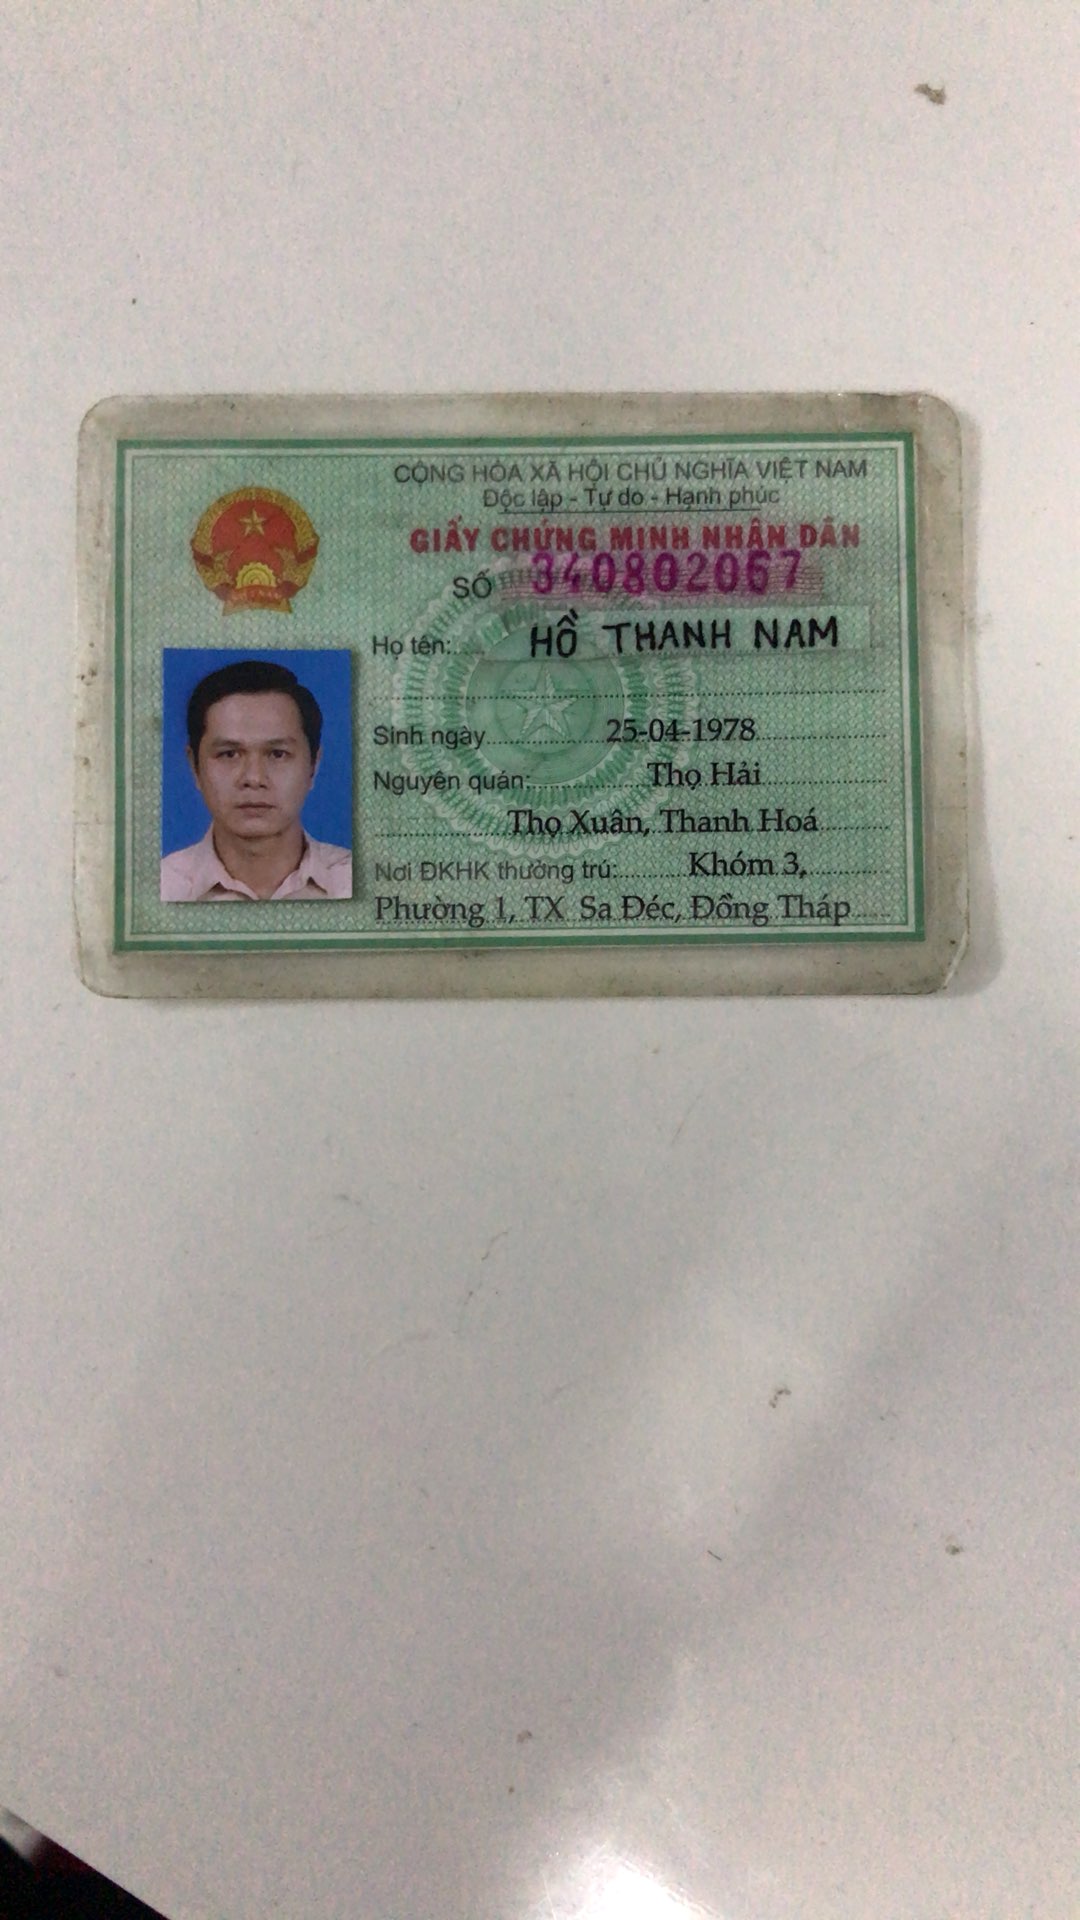 CỘNG HÒA XÃ HỘI CHỦ NGHĨA VIỆT NAM
Độc lập - Tự do - Hạnh phúc
GIẤY CHỨNG MINH NHÂN DÂN
SỐ 340802067
Họ tên: HỒ THANH NAM
Sinh ngày 25-04-1978
Nguyên quán: Thọ Hải
Thọ Xuân, Thanh Hoá
Nơi ĐKHK thường trú: Khóm 3,
Phường 1, TX Sa Đéc, Đồng Tháp
VIỆT NAM